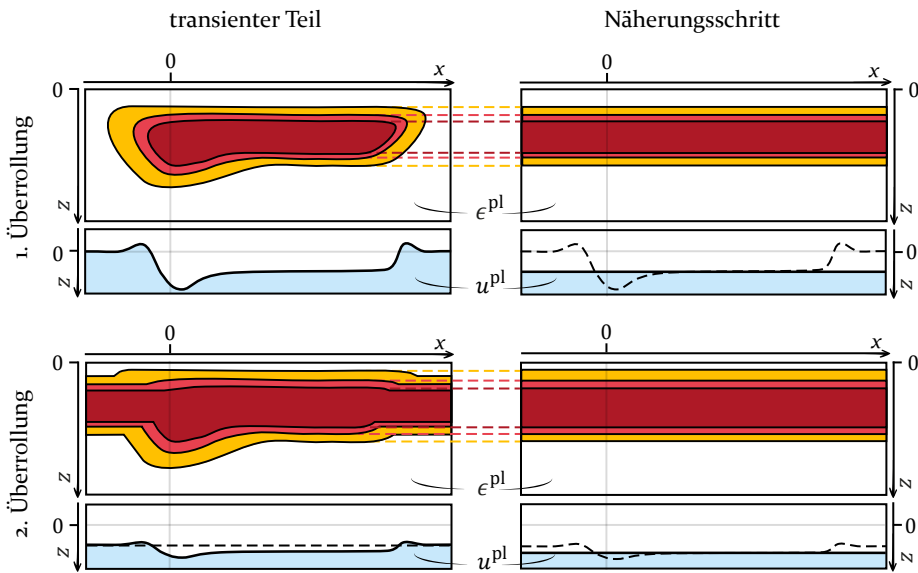 transienter Teil
Näherungsschritt
0
0
x
x
0
0
1. Überrollung
z
z
ϵ^pl
0
0
z
z
u^pl
0
0
x
x
0
0
2. Überrollung
z
z
ϵ^pl
0
0
z
z
u^pl